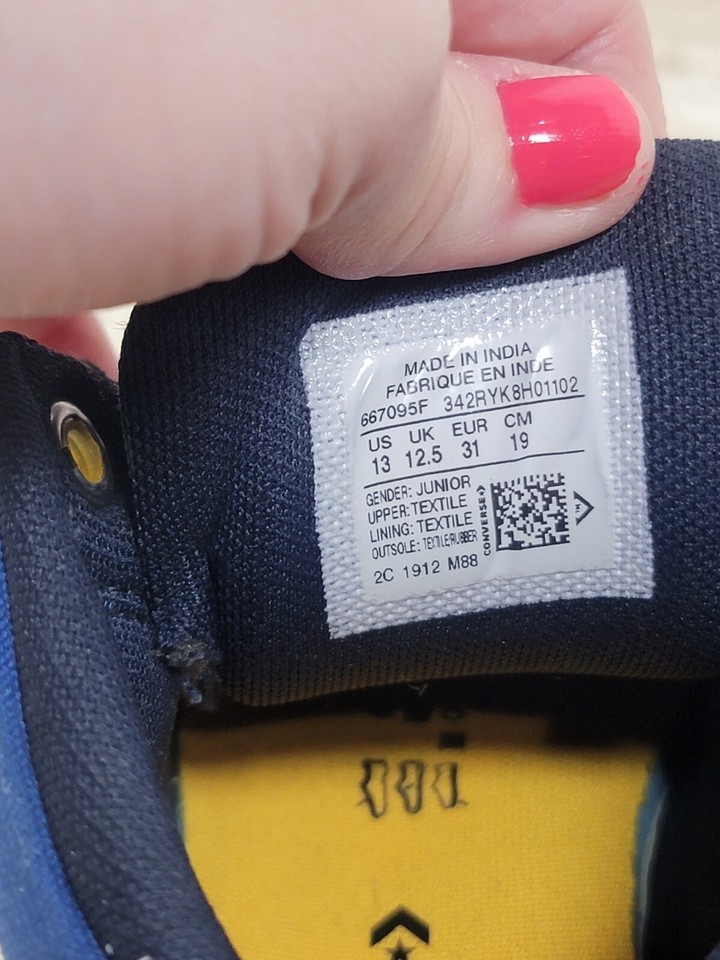 MADE IN INDIA
FABRIQUE EN INDE
667095F 342RYK8H01102
US UK EUR CM
13 12.5 31 19
GENDER: JUNIOR
UPPER: TEXTILE
LINING: TEXTILE
OUTSOLE: TEXTILE/RUBBER
CONVERSE
TM
2C 1912 M88